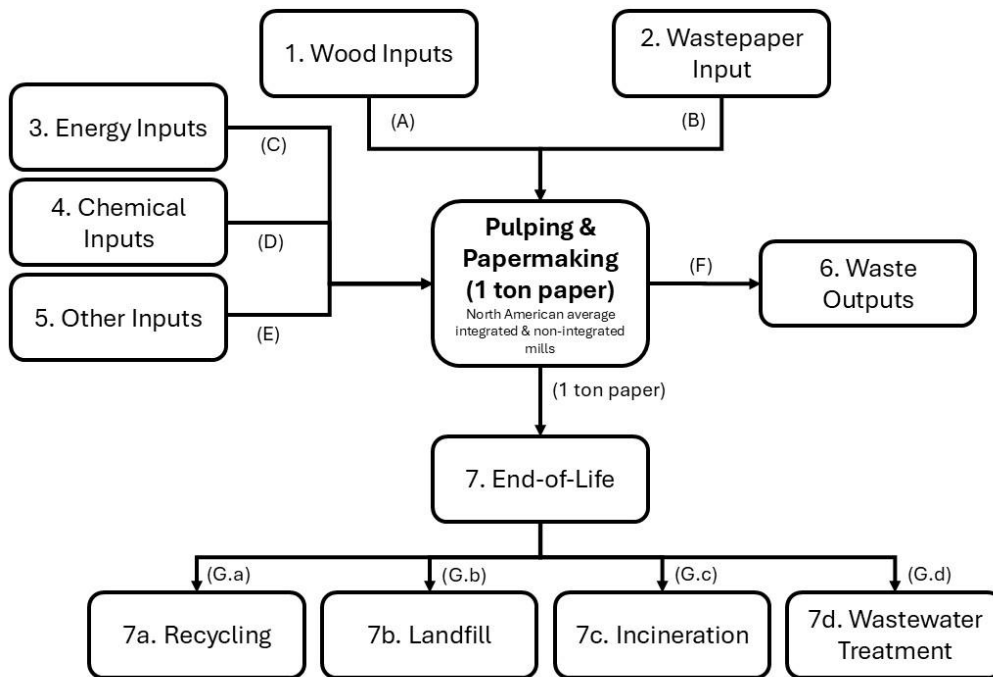 1. Wood Inputs
2. Wastepaper
Input
(A)
(B)
3. Energy Inputs
(C)
4. Chemical
Inputs
(D)
5. Other Inputs
(E)
Pulping &
Papermaking
(1 ton paper)
North American average
integrated & non-integrated
mills
(F)
6. Waste
Outputs
(1 ton paper)
7. End-of-Life
(G.a)
(G.b)
(G.c)
(G.d)
7a. Recycling
7b. Landfill
7c. Incineration
7d. Wastewater
Treatment